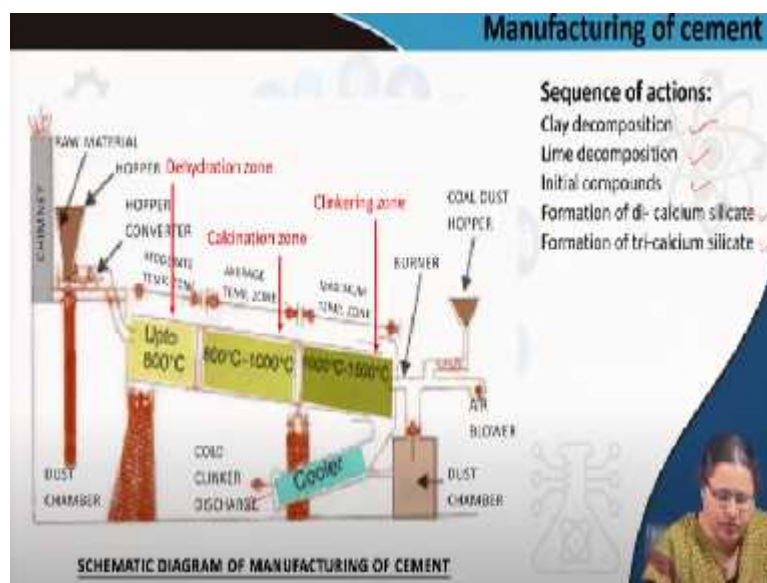 Manufacturing of cement
Sequence of actions:
Clay decomposition
Lime decomposition
Initial compounds
Formation of di- calcium silicate
Formation of tri-calcium silicate
RAW MATERIAL
HOPPER
Dehydration zone
HOPPER
CONVERTER
Calcination zone
Clinkering zone
COAL DUST
HOPPER
BURNER
CHIMNEY
MODERATE
TEMP. ZONE
AVERAGE
TEMP. ZONE
MAXIMUM
TEMP. ZONE
Upto
800°C
800°C-1000°C
1000°C-1500°C
AIR
BLOWER
COLD
CLINKER
DISCHARGE
Cooler
DUST
CHAMBER
DUST
CHAMBER
SCHEMATIC DIAGRAM OF MANUFACTURING OF CEMENT